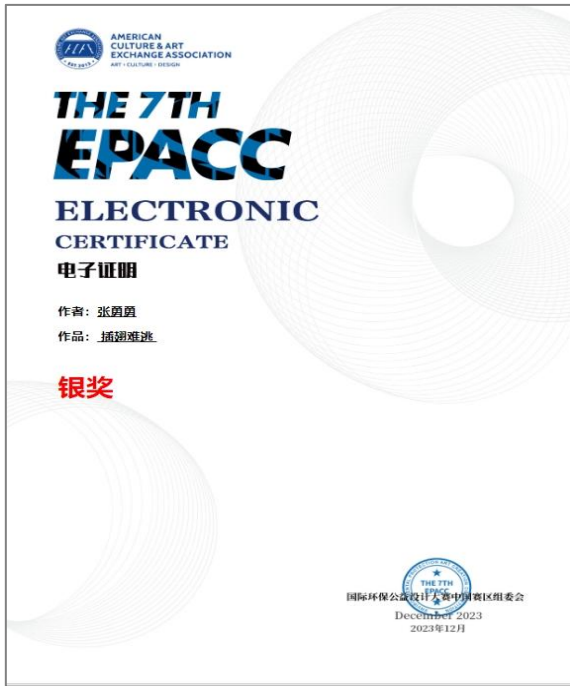 AMERICAN
CULTURE & ART
EXCHANGE ASSOCIATION
ART • CULTURE • DESIGN
THE 7TH
EPACC
ELECTRONIC
CERTIFICATE
电子证明
作者：张勇勇
作品：插翅难逃
银奖
THE 7TH
EPACC
国际环保公益设计大赛中国赛区组委会
December 2023
2023年12月